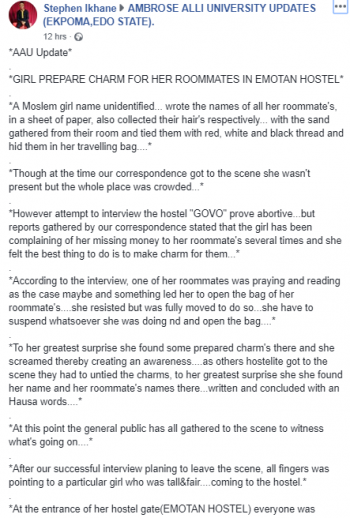 Stephen Ikhane ▶ AMBROSE ALLI UNIVERSITY UPDATES
(EKPOMA,EDO STATE).
12 hrs ·
*AAU Update*
.
*GIRL PREPARE CHARM FOR HER ROOMMATES IN EMOTAN HOSTEL*
.
*A Moslem girl name unidentified... wrote the names of all her roommate's,
in a sheet of paper, also collected their hair's respectively... with the sand
gathered from their room and tied them with red, white and black thread and
hid them in her travelling bag....*
.
*Though at the time our correspondence got to the scene she wasn't
present but the whole place was crowded...*
.
*However attempt to interview the hostel "GOVO" prove abortive...but
reports gathered by our correspondence stated that the girl has been
complaining of her missing money to her roommate's several times and she
felt the best thing to do is to make charm for them...*
.
*According to the interview, one of her roommates was praying and reading
as the case maybe and something led her to open the bag of her
roommate's....she resisted but was fully moved to do so...she have to
suspend whatsoever she was doing nd and open the bag....*
.
*To her greatest surprise she found some prepared charm's there and she
screamed thereby creating an awareness....as others hostelite got to the
scene they had to untied the charms, to her greatest surprise she she found
her name and her roommate's names there...written and concluded with an
Hausa words....*
.
*At this point the general public has all gathered to the scene to witness
what's going on....*
.
*After our successful interview planing to leave the scene, all fingers was
pointing to a particular girl who was tall&fair....coming to the hostel.*
.
*At the entrance of her hostel gate(EMOTAN HOSTEL) everyone was